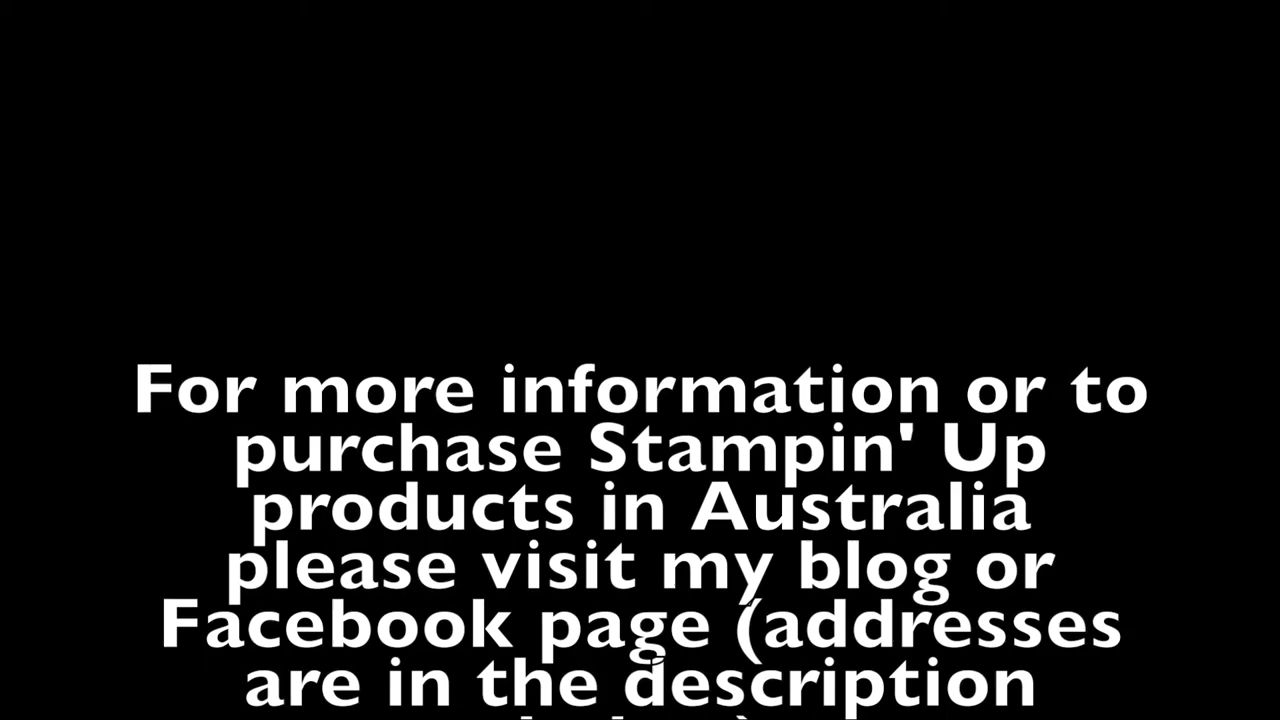 For more information or to
purchase Stampin' Up
products in Australia
please visit my blog or
Facebook page (addresses
are in the description